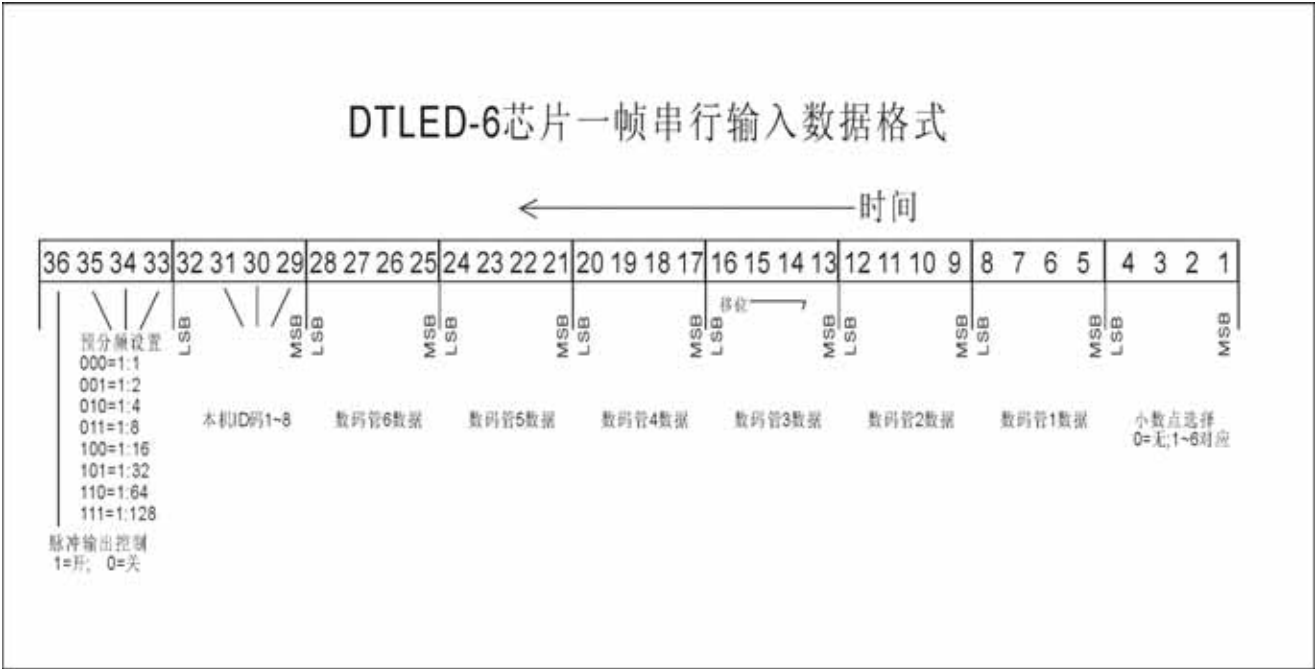 DTLED-6芯片一帧串行输入数据格式
时间
36 35 34 33 32 31 30 29 28 27 26 25 24 23 22 21 20 19 18 17 16 15 14 13 12 11 10 9 8 7 6 5 4 3 2 1
移位
LSB MSB LSB MSB LSB MSB LSB MSB LSB MSB LSB MSB LSB MSB LSB MSB
预分频设置
000=1:1
001=1:2
010=1:4
011=1:8
100=1:16
101=1:32
110=1:64
111=1:128
本机ID码1~8
数码管6数据
数码管5数据
数码管4数据
数码管3数据
数码管2数据
数码管1数据
小数点选择
0=无;1~6对应
脉冲输出控制
1=开; 0=关